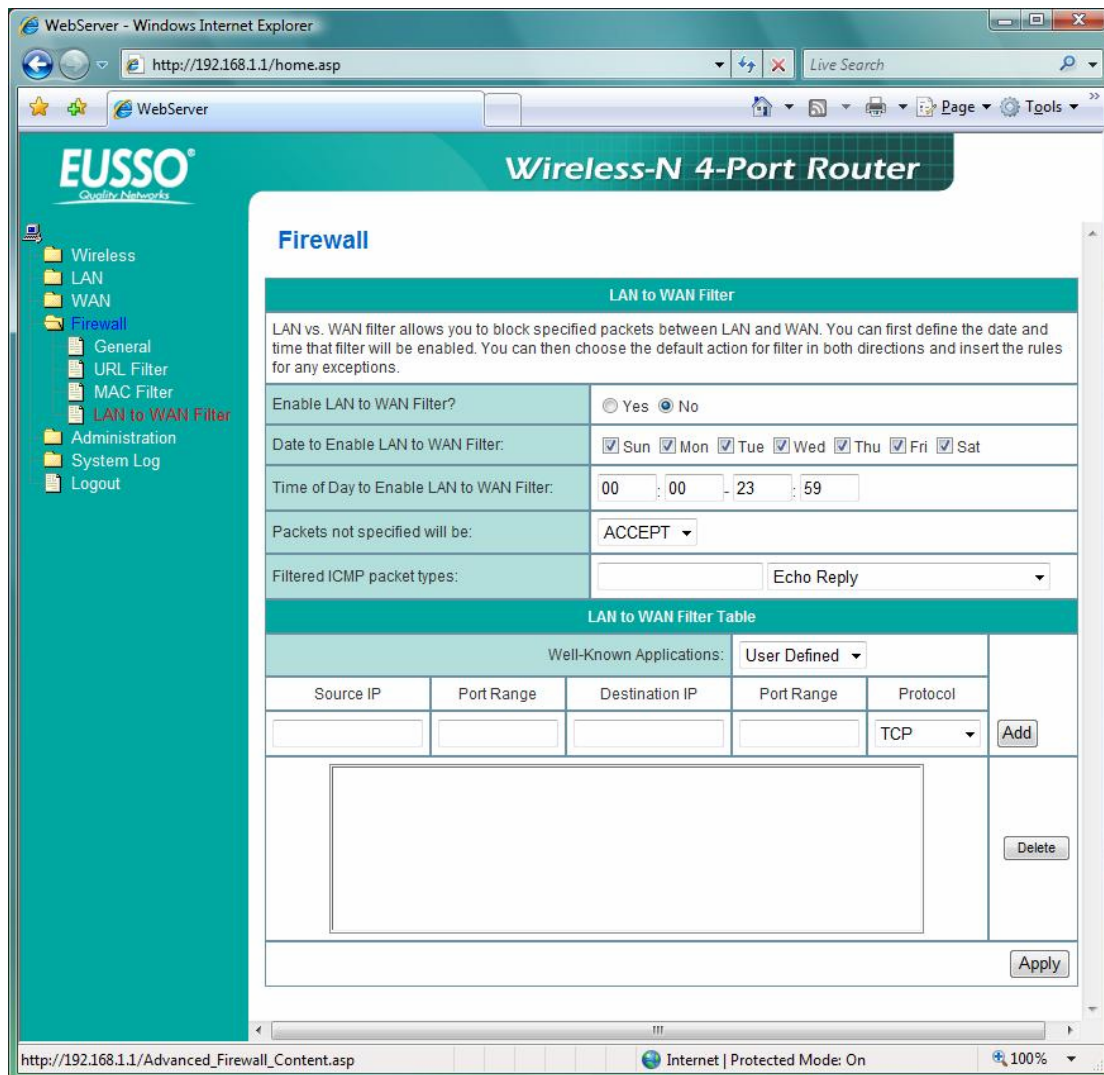 WebServer - Windows Internet Explorer
http://192.168.1.1/home.asp
Live Search
WebServer
Page
Tools
EUSSO®
Quality Networks
Wireless-N 4-Port Router
Wireless
LAN
WAN
Firewall
General
URL Filter
MAC Filter
LAN to WAN Filter
Administration
System Log
Logout
Firewall
LAN to WAN Filter
LAN vs. WAN filter allows you to block specified packets between LAN and WAN. You can first define the date and
time that filter will be enabled. You can then choose the default action for filter in both directions and insert the rules
for any exceptions.
Enable LAN to WAN Filter? Yes No
Date to Enable LAN to WAN Filter: Sun Mon Tue Wed Thu Fri Sat
Time of Day to Enable LAN to WAN Filter: 00 : 00 - 23 : 59
Packets not specified will be: ACCEPT
Filtered ICMP packet types: Echo Reply
LAN to WAN Filter Table
Well-Known Applications: User Defined
Source IP Port Range Destination IP Port Range Protocol
TCP Add
Delete
Apply
http://192.168.1.1/Advanced_Firewall_Content.asp Internet | Protected Mode: On 100%